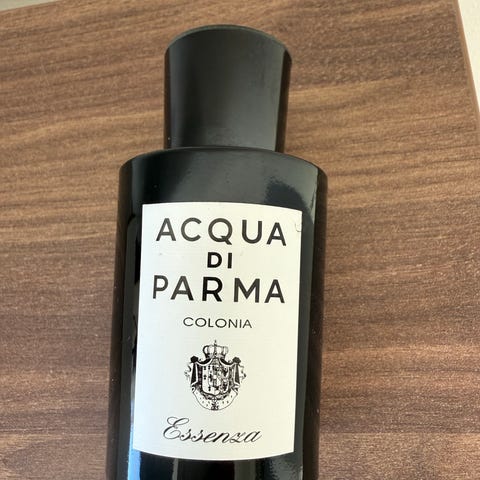 ACQUA
DI
PARMA
COLONIA
Essenza